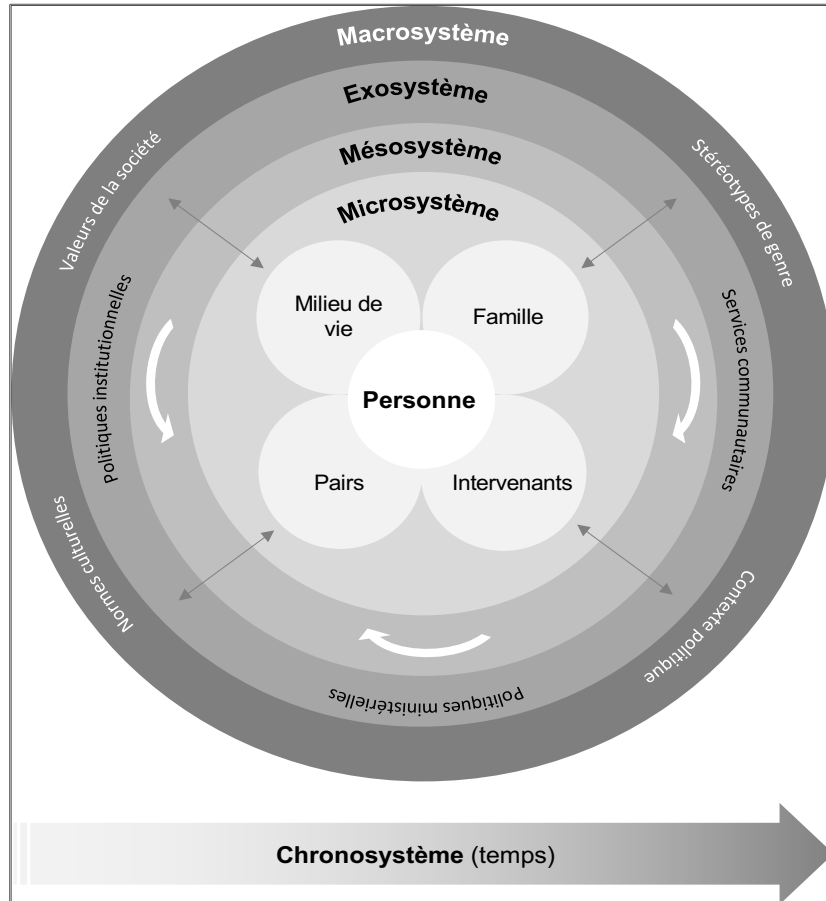 Macrosystème
Exosystème
Mésosystème
Microsystème
Valeurs de la société
Stéréotypes de genre
Politiques institutionnelles
Services communautaires
Milieu de
vie
Famille
Personne
Pairs
Intervenants
Normes culturelles
Contexte politique
Politiques ministérielles
Chronosystème (temps)